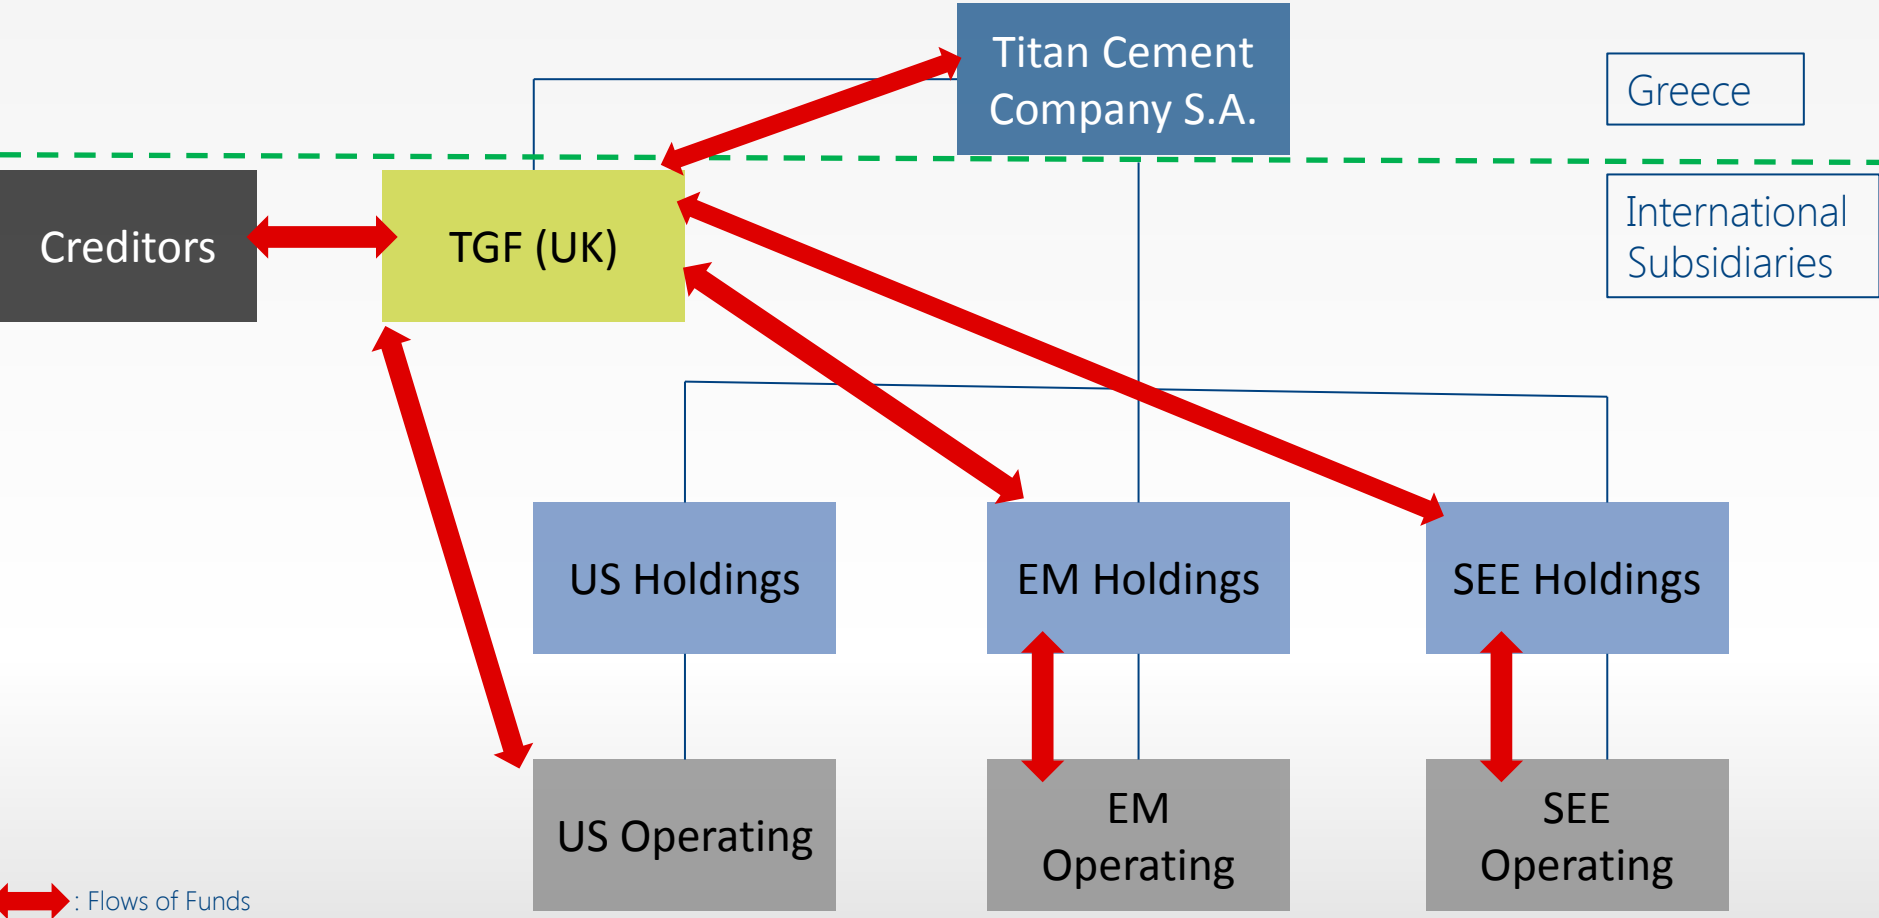 Titan Cement
Company S.A.
Greece
Creditors
TGF (UK)
International
Subsidiaries
US Holdings
EM Holdings
SEE Holdings
US Operating
EM
Operating
SEE
Operating
: Flows of Funds